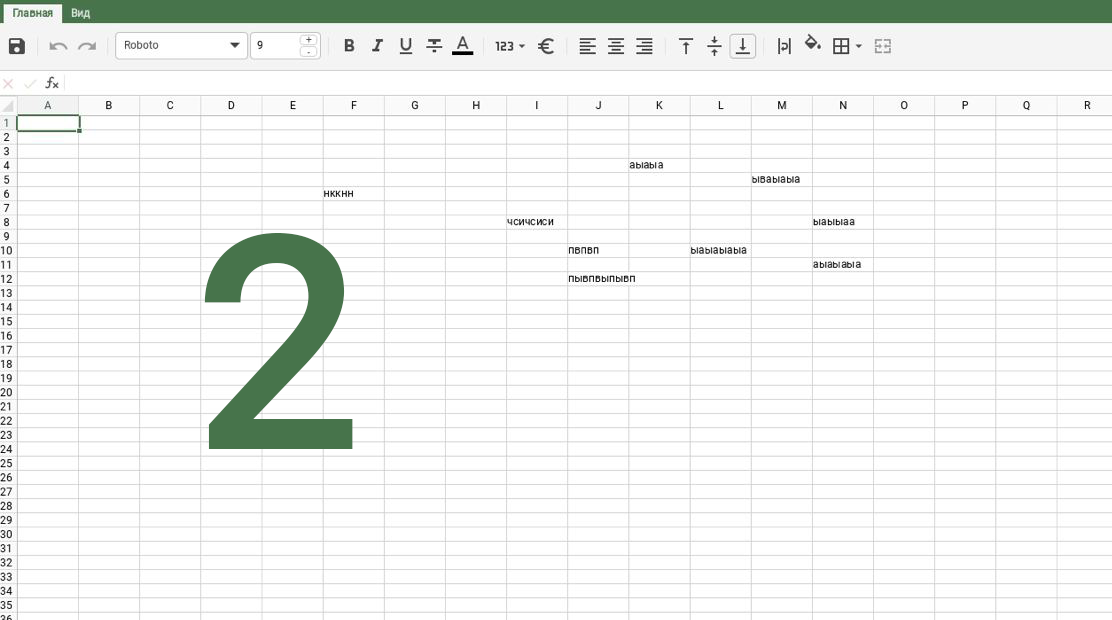 Главная Вид
Roboto 9 + - B I U T A 123 €
fx
A B C D E F G H I J K L M N O P Q R
1
2
3
4 аыаыа
5 ываыаыа
6 нккнн
7
8 чсичсиси ыаыыаа
9
10 пвпвп ыаыаыаыа
11 аыаыаыа
12 пывпвыпывп
13
14
15
16
17
18
19
20
21
22
23
24
25
26
27
28
29
30
31
32
33
34
35
36
2